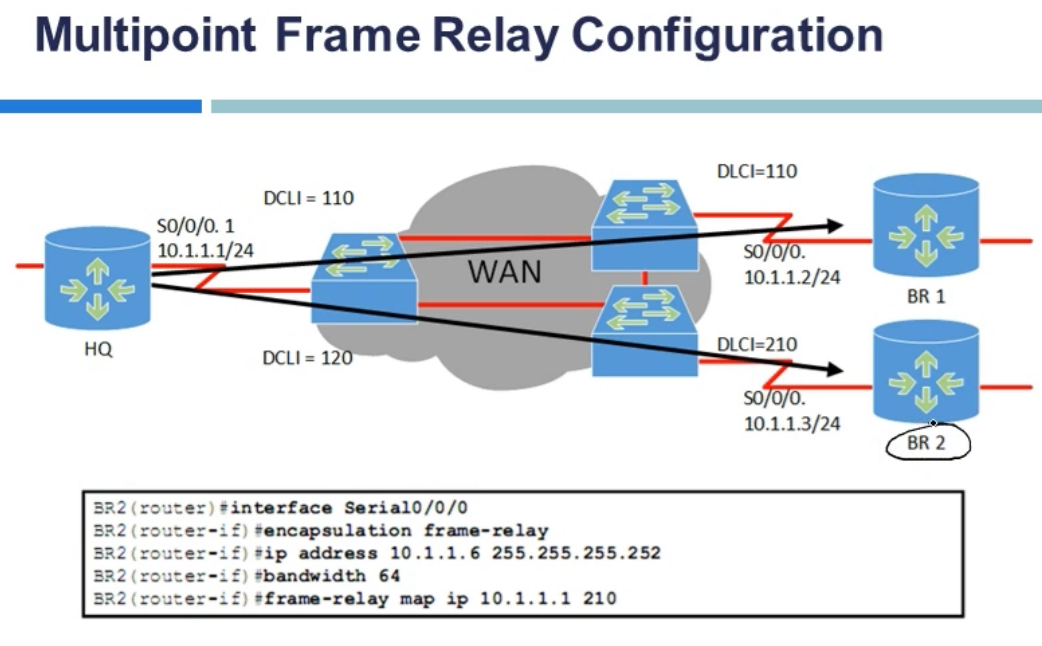 Multipoint Frame Relay Configuration
DLCI=110
DCLI = 110
S0/0/0. 1
10.1.1.1/24
WAN
S0/0/0.
10.1.1.2/24
BR 1
HQ
DCLI = 120
DLCI=210
S0/0/0.
10.1.1.3/24
BR 2
BR2(router)#interface Serial0/0/0
BR2(router-if)#encapsulation frame-relay
BR2(router-if)#ip address 10.1.1.6 255.255.255.252
BR2(router-if)#bandwidth 64
BR2(router-if)#frame-relay map ip 10.1.1.1 210